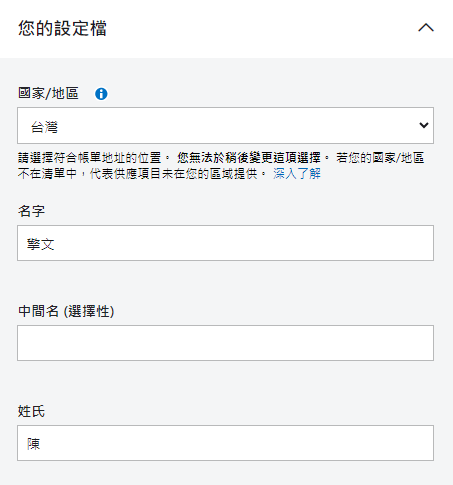 您的設定檔
國家/地區
台灣
請選擇符合帳單地址的位置。 您無法於稍後變更這項選擇。 若您的國家/地區
不在清單中，代表供應項目未在您的區域提供。 深入了解
名字
擎文
中間名 (選擇性)
姓氏
陳